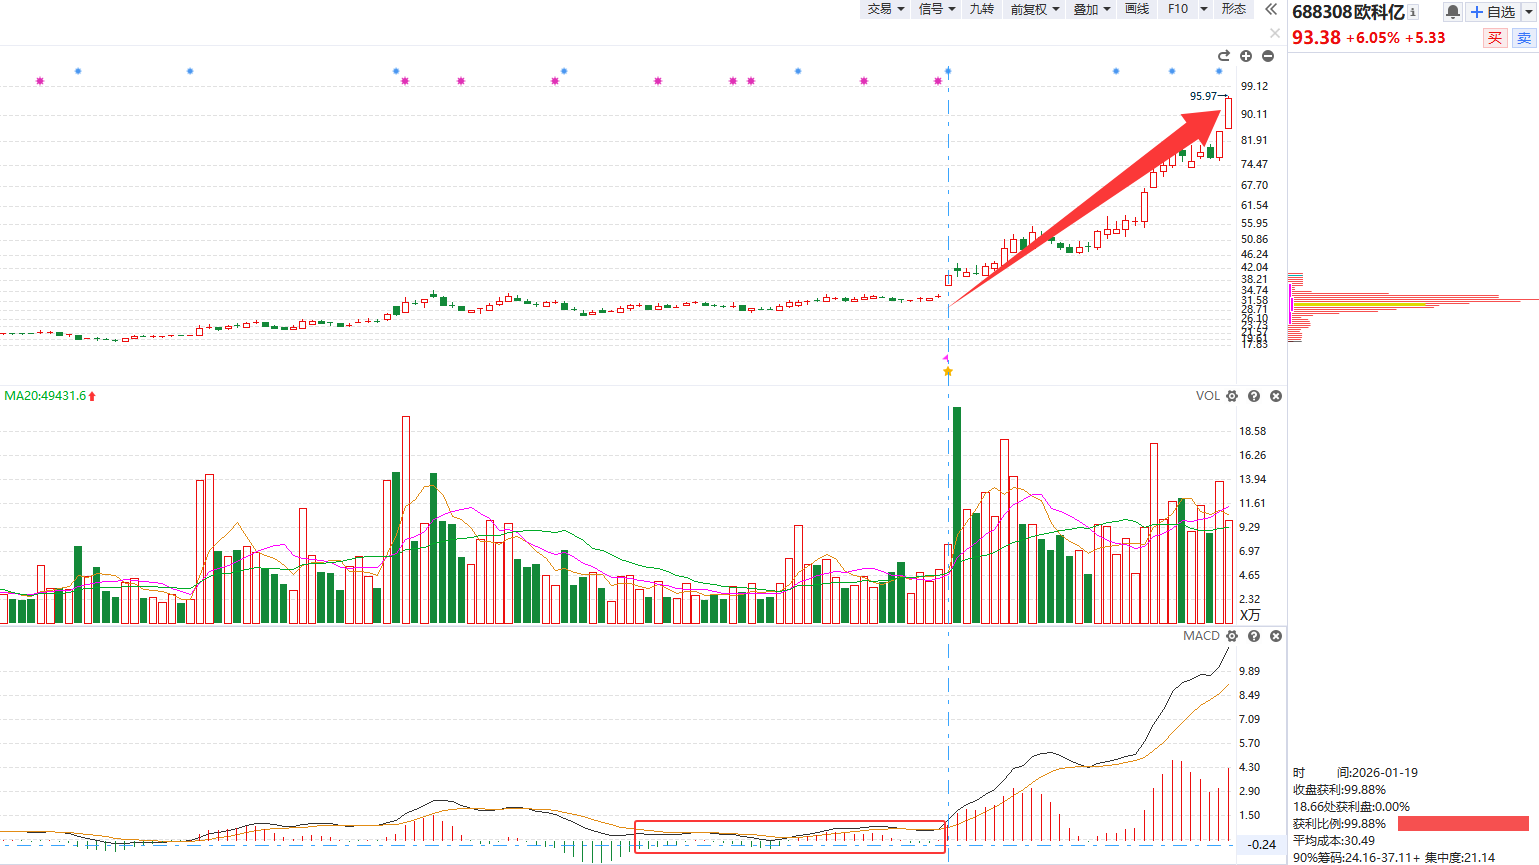 交易 信号 九转 前复权 叠加 画线 F10 形态
688308欧科亿
自选
93.38 +6.05% +5.33
买 卖
95.97
99.12
90.11
81.91
74.47
67.70
61.54
55.95
50.86
46.24
42.04
38.21
34.74
31.58
28.71
26.10
23.73
21.57
19.61
17.83
MA20:49431.6
VOL
18.58
16.26
13.94
11.61
9.29
6.97
4.65
2.32
X万
MACD
9.89
8.49
7.09
5.70
4.30
2.90
1.50
-0.24
时 间:2026-01-19
收盘获利:99.88%
18.66处获利盘:0.00%
获利比例:99.88%
平均成本:30.49
90%筹码:24.16-37.11+ 集中度:21.14